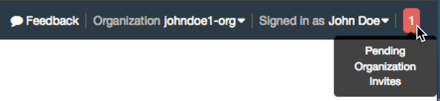 Feedback Organization johndoe1-org Signed in as John Doe 1
Pending
Organization
Invites